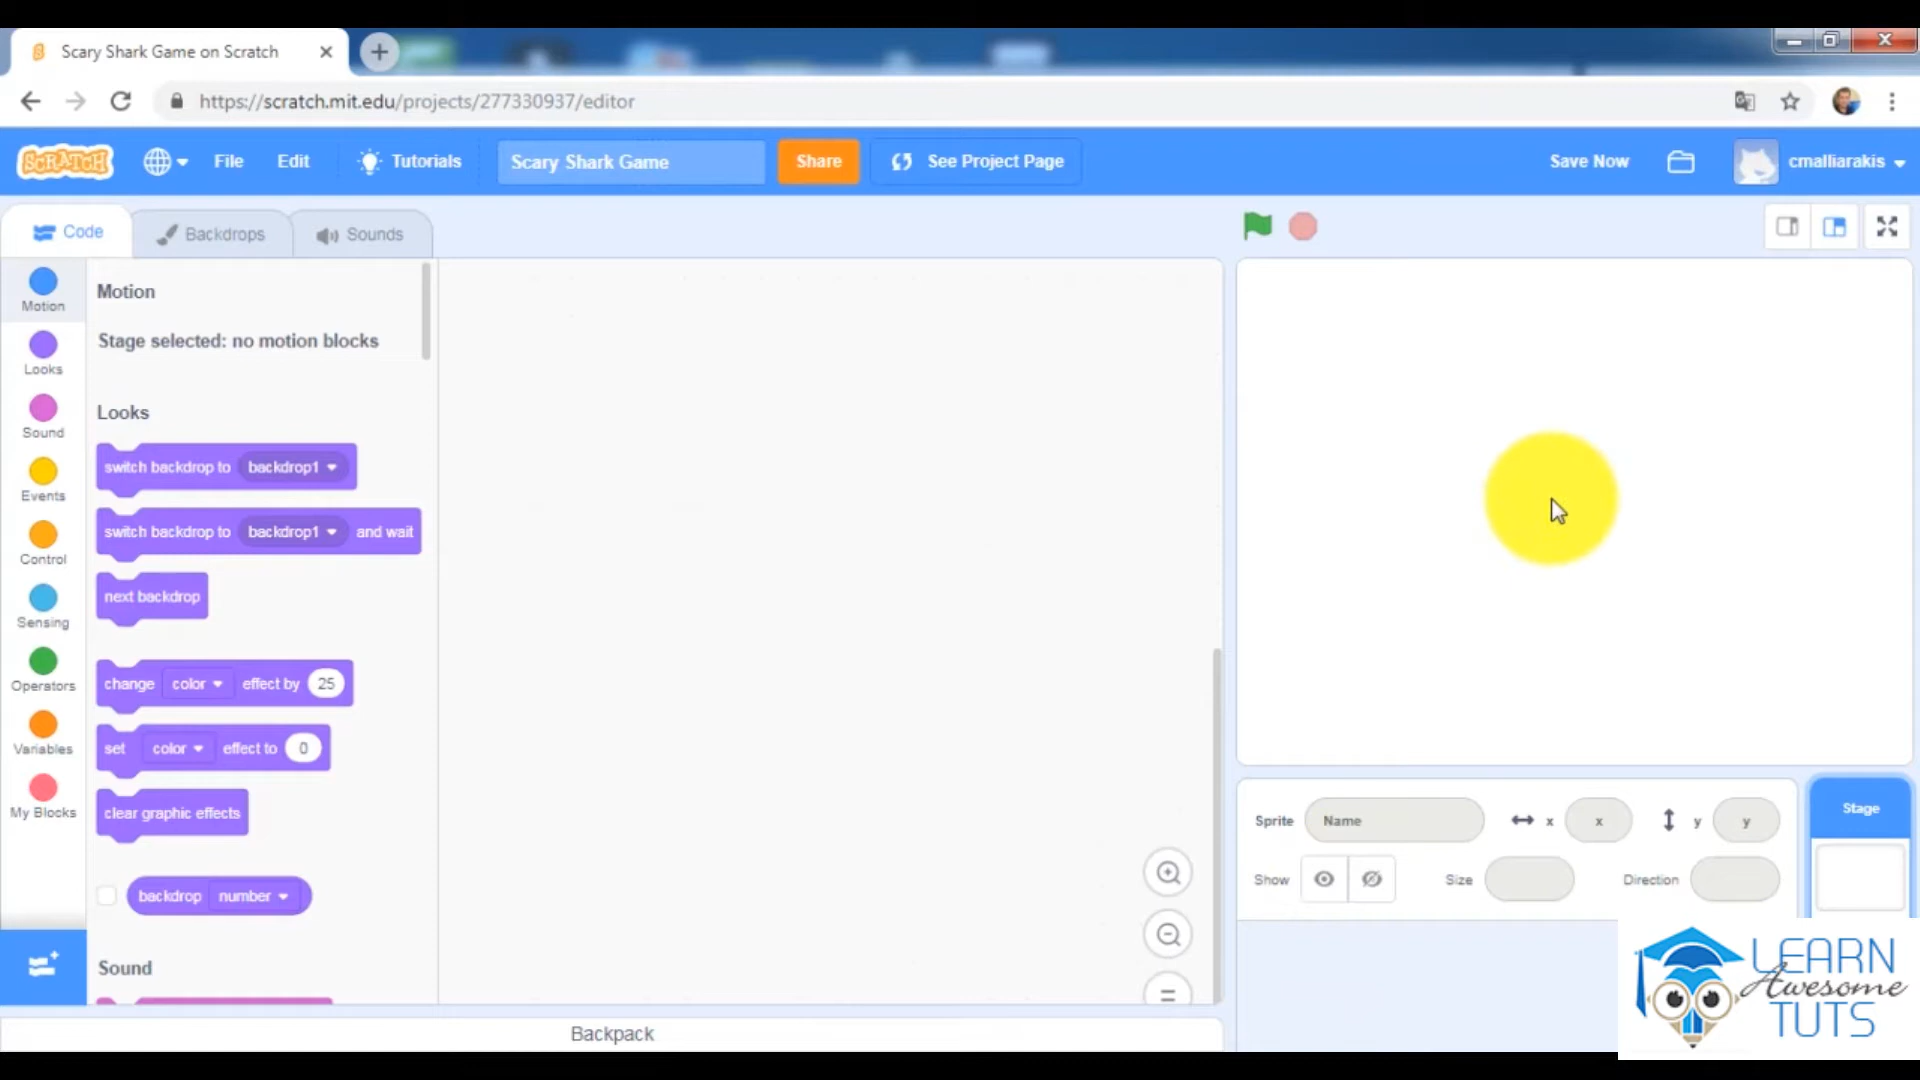 Scary Shark Game on Scratch
https://scratch.mit.edu/projects/277330937/editor
SCRATCH
File
Edit
Tutorials
Scary Shark Game
Share
See Project Page
Save Now
cmalliarakis
Code
Backdrops
Sounds
Motion
Looks
Sound
Events
Control
Sensing
Operators
Variables
My Blocks
Motion
Stage selected: no motion blocks
Looks
switch backdrop to backdrop1
switch backdrop to backdrop1 and wait
next backdrop
change color effect by 25
set color effect to 0
clear graphic effects
backdrop number
Sound
Backpack
Sprite Name x x y y
Show Size Direction
Stage
LEARN
Awesome
TUTS